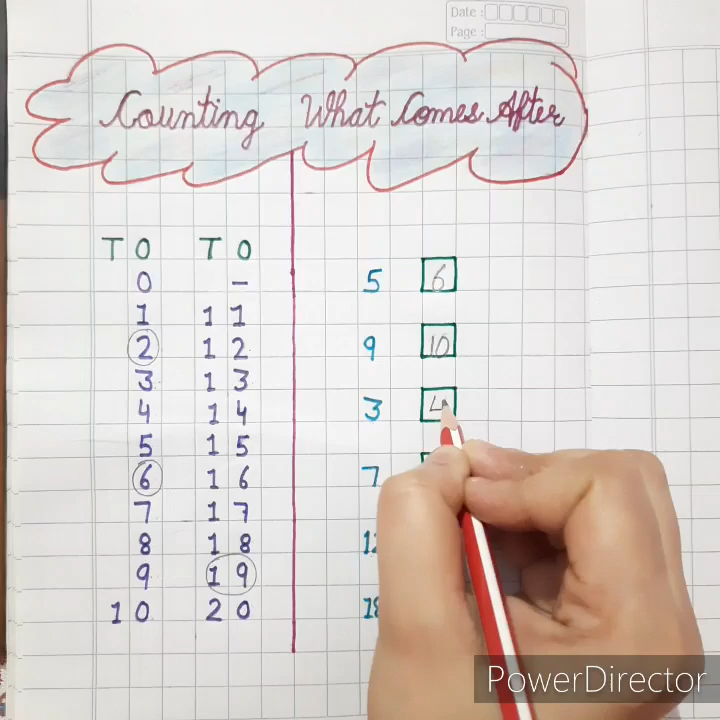 Date :
Page :
Counting What Comes After
T O T O
0 –
1 1 1
2 1 2
3 1 3
4 1 4
5 1 5
6 1 6
7 1 7
8 1 8
9 1 9
1 0 2 0
5 6
9 10
3 4
7
12
18
PowerDirector